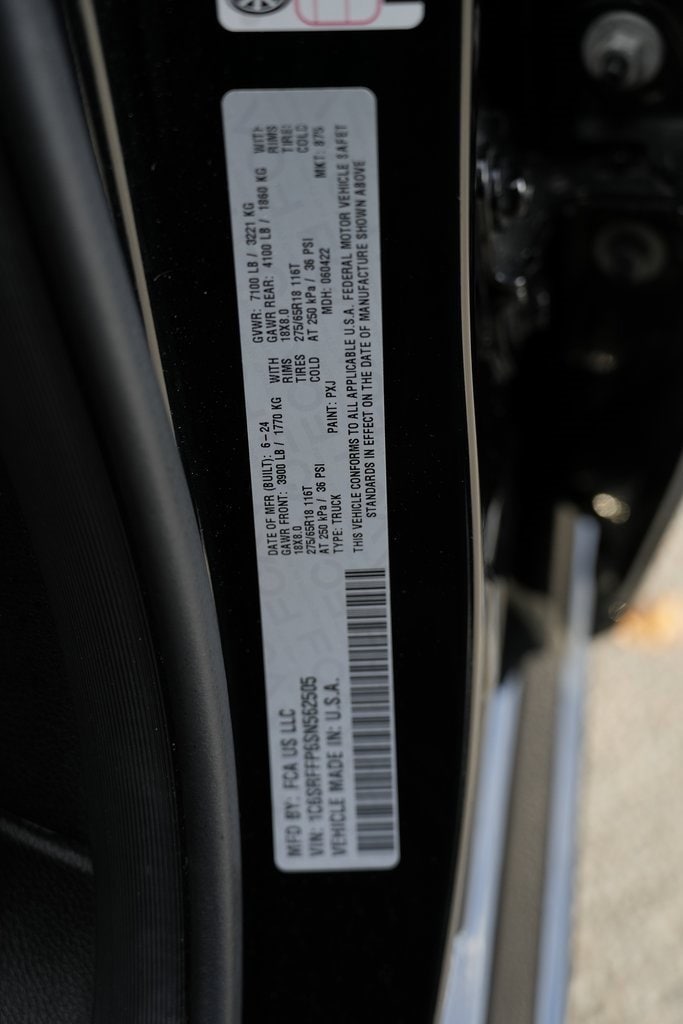 MFD BY: FCA US LLC
VIN: 1C6SRFFP6SN562505
VEHICLE MADE IN: U.S.A.
DATE OF MFR (BUILT): 6-24 GVWR: 7100 LB / 3221 KG
GAWR FRONT: 3900 LB / 1770 KG WITH GAWR REAR: 4100 LB / 1860 KG WITH
18X8.0 RIMS 18X8.0 RIMS
275/65R18 116T TIRES 275/65R18 116T TIRES
AT 250 kPa / 36 PSI COLD AT 250 kPa / 36 PSI COLD
TYPE: TRUCK PAINT: PXJ MDH: 060422 MKT:
THIS VEHICLE CONFORMS TO ALL APPLICABLE U.S.A. FEDERAL MOTOR VEHICLE SAFET
STANDARDS IN EFFECT ON THE DATE OF MANUFACTURE SHOWN ABOVE